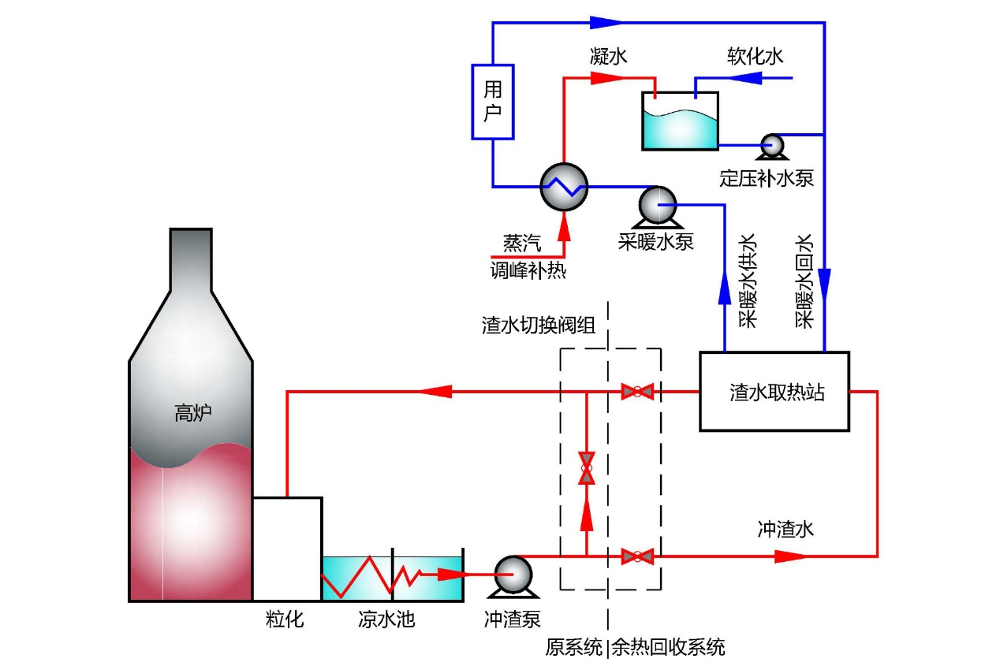 凝水
软化水
用
户
定压补水泵
采暖水泵
蒸汽
调峰补热
采暖水供水
采暖水回水
渣水切换阀组
渣水取热站
高炉
冲渣水
粒化
凉水池
冲渣泵
原系统
余热回收系统